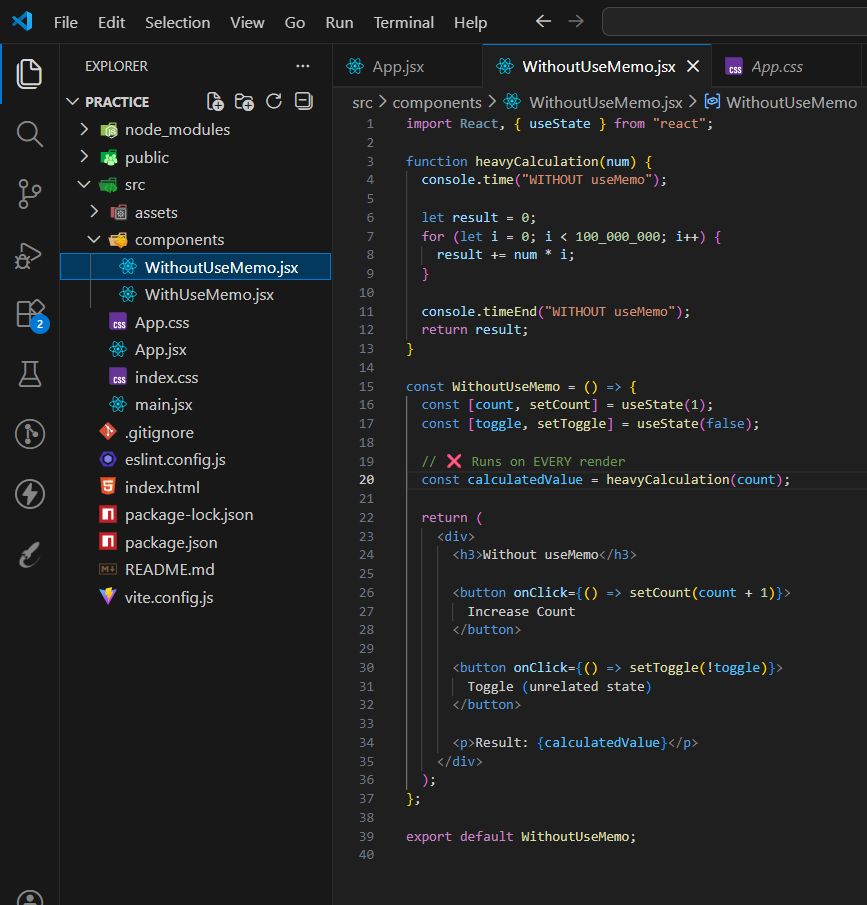 File Edit Selection View Go Run Terminal Help
EXPLORER
PRACTICE
node_modules
public
src
assets
components
WithoutUseMemo.jsx
WithUseMemo.jsx
App.css
App.jsx
index.css
main.jsx
.gitignore
eslint.config.js
index.html
package-lock.json
package.json
README.md
vite.config.js
2
App.jsx WithoutUseMemo.jsx App.css
src > components > WithoutUseMemo.jsx > WithoutUseMemo
1 import React, { useState } from "react";
2
3 function heavyCalculation(num) {
4 console.time("WITHOUT useMemo");
5
6 let result = 0;
7 for (let i = 0; i < 100_000_000; i++) {
8 result += num * i;
9 }
10
11 console.timeEnd("WITHOUT useMemo");
12 return result;
13 }
14
15 const WithoutUseMemo = () => {
16 const [count, setCount] = useState(1);
17 const [toggle, setToggle] = useState(false);
18
19 // ❌ Runs on EVERY render
20 const calculatedValue = heavyCalculation(count);
21
22 return (
23 <div>
24 <h3>Without useMemo</h3>
25
26 <button onClick={() => setCount(count + 1)}>
27 Increase Count
28 </button>
29
30 <button onClick={() => setToggle(!toggle)}>
31 Toggle (unrelated state)
32 </button>
33
34 <p>Result: {calculatedValue}</p>
35 </div>
36 );
37 };
38
39 export default WithoutUseMemo;
40